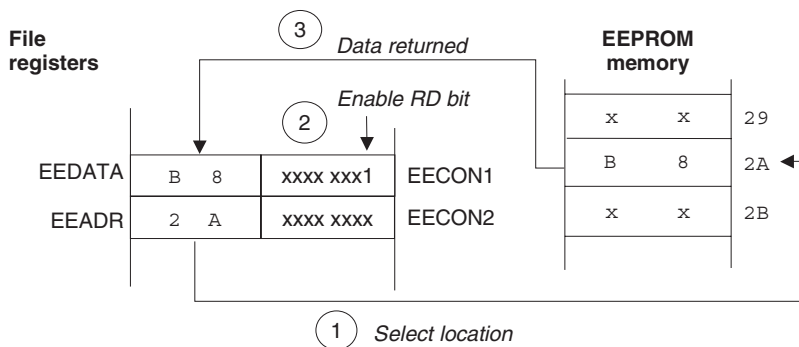 File
registers
3
Data returned
EEPROM
memory
2
Enable RD bit
x x 29
EEDATA B 8 xxxx xxx1 EECON1 B 8 2A
EEADR 2 A xxxx xxxx EECON2 x x 2B
1 Select location